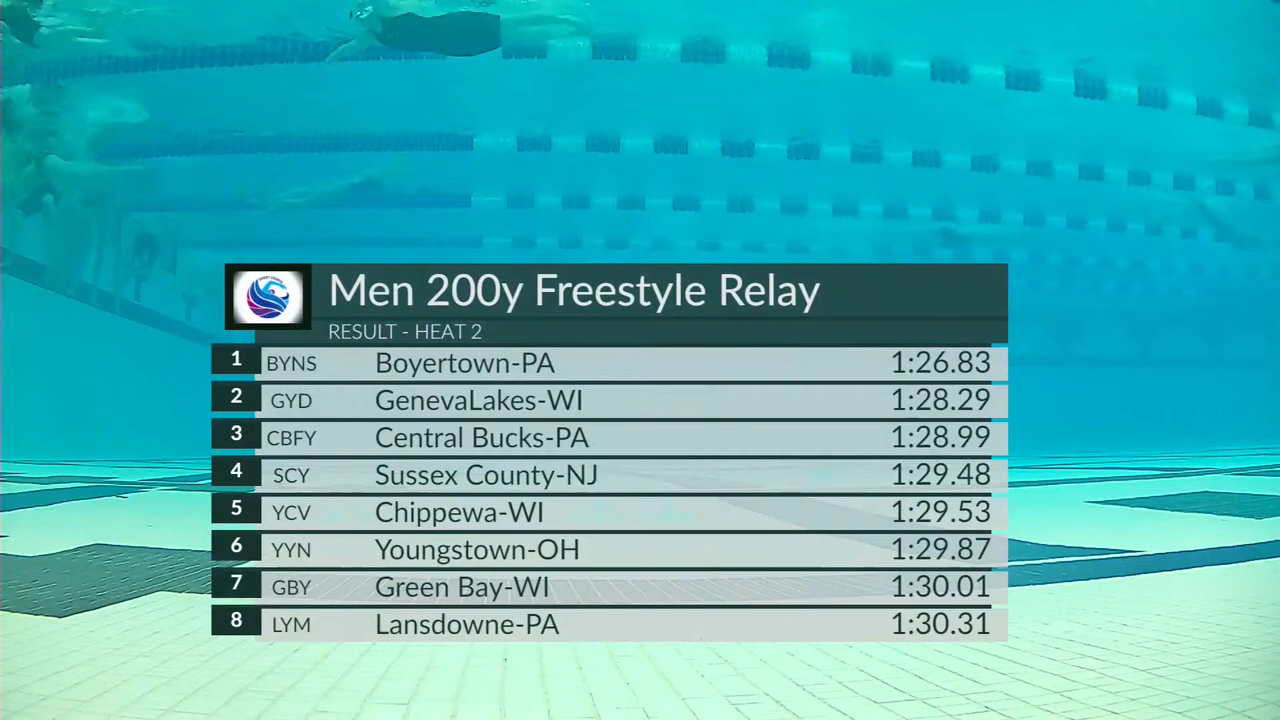 Men 200y Freestyle Relay
RESULT - HEAT 2
1 BYNS Boyertown-PA 1:26.83
2 GYD GenevaLakes-WI 1:28.29
3 CBFY Central Bucks-PA 1:28.99
4 SCY Sussex County-NJ 1:29.48
5 YCV Chippewa-WI 1:29.53
6 YYN Youngstown-OH 1:29.87
7 GBY Green Bay-WI 1:30.01
8 LYM Lansdowne-PA 1:30.31